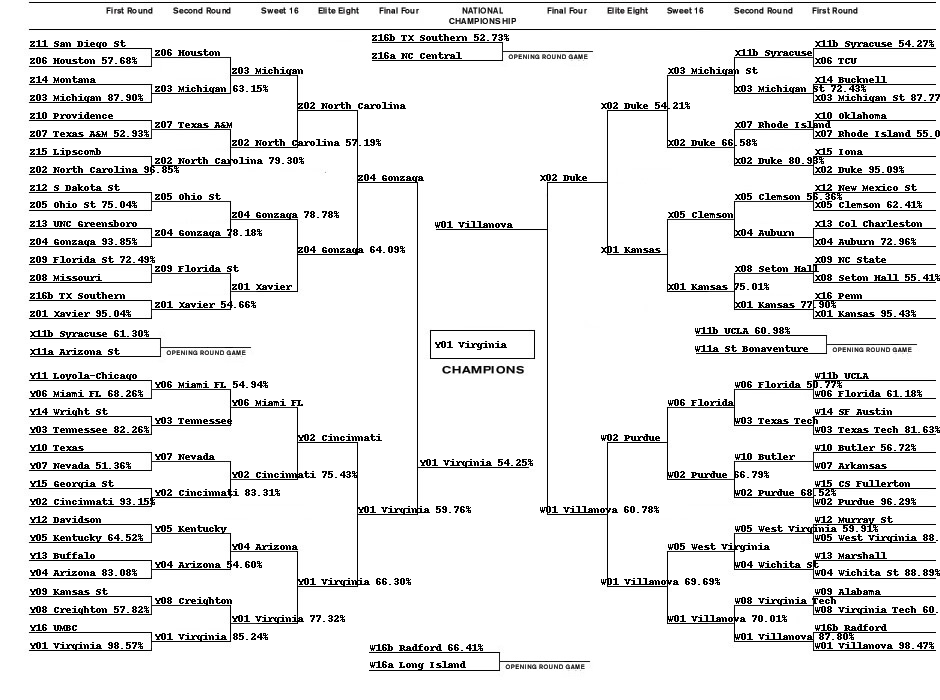 First Round
Second Round
Sweet 16
Elite Eight
Final Four
NATIONAL
CHAMPIONSHIP
Final Four
Elite Eight
Sweet 16
Second Round
First Round
Z16b TX Southern 52.73%
Z16a NC Central
OPENING ROUND GAME
Z11 San Diego St
Z06 Houston 57.68%
Z14 Montana
Z03 Michigan 87.90%
Z10 Providence
Z07 Texas A&M 52.93%
Z15 Lipscomb
Z02 North Carolina 96.85%
Z12 S Dakota St
Z05 Ohio St 75.04%
Z13 UNC Greensboro
Z04 Gonzaga 93.85%
Z09 Florida St 72.49%
Z08 Missouri
Z16b TX Southern
Z01 Xavier 95.04%
Z06 Houston
Z03 Michigan 63.15%
Z07 Texas A&M
Z02 North Carolina 79.30%
Z05 Ohio St
Z04 Gonzaga 78.18%
Z09 Florida St
Z01 Xavier 54.66%
Z03 Michigan
Z02 North Carolina 57.19%
Z04 Gonzaga 78.78%
Z01 Xavier
Z02 North Carolina
Z04 Gonzaga 64.09%
Z04 Gonzaga
X11b Syracuse 61.30%
X11a Arizona St
OPENING ROUND GAME
Y11 Loyola-Chicago
Y06 Miami FL 68.26%
Y14 Wright St
Y03 Tennessee 82.26%
Y10 Texas
Y07 Nevada 51.36%
Y15 Georgia St
Y02 Cincinnati 93.15%
Y12 Davidson
Y05 Kentucky 64.52%
Y13 Buffalo
Y04 Arizona 83.08%
Y09 Kansas St
Y08 Creighton 57.82%
Y16 UMBC
Y01 Virginia 98.57%
Y06 Miami FL 54.94%
Y03 Tennessee
Y07 Nevada
Y02 Cincinnati 83.31%
Y05 Kentucky
Y04 Arizona 54.60%
Y08 Creighton
Y01 Virginia 85.24%
Y06 Miami FL
Y02 Cincinnati 75.43%
Y04 Arizona
Y01 Virginia 77.32%
Y02 Cincinnati
Y01 Virginia 66.30%
Y01 Virginia 59.76%
W01 Villanova
Y01 Virginia
CHAMPIONS
Y01 Virginia 54.25%
X02 Duke
W01 Villanova 60.78%
X02 Duke 54.21%
X01 Kansas
X03 Michigan St
X02 Duke 66.58%
X05 Clemson
X01 Kansas 75.01%
X11b Syracuse
X03 Michigan St 72.43%
X07 Rhode Island
X02 Duke 80.93%
X05 Clemson 56.36%
X04 Auburn
X08 Seton Hall
X01 Kansas 77.90%
X11b Syracuse 54.27%
X06 TCU
X14 Bucknell
X03 Michigan St 87.77
X10 Oklahoma
X07 Rhode Island 55.0
X15 Iona
X02 Duke 95.09%
X12 New Mexico St
X05 Clemson 62.41%
X13 Col Charleston
X04 Auburn 72.96%
X09 NC State
X08 Seton Hall 55.41%
X16 Penn
X01 Kansas 95.43%
W11b UCLA 60.98%
W11a St Bonaventure
OPENING ROUND GAME
W02 Purdue
W01 Villanova 69.69%
W06 Florida
W02 Purdue 66.79%
W05 West Virginia
W01 Villanova 70.01%
W06 Florida 50.77%
W03 Texas Tech
W10 Butler
W02 Purdue 68.52%
W05 West Virginia 59.91%
W04 Wichita St
W08 Virginia Tech
W01 Villanova 87.80%
W11b UCLA
W06 Florida 61.18%
W14 SF Austin
W03 Texas Tech 81.63%
W10 Butler 56.72%
W07 Arkansas
W15 CS Fullerton
W02 Purdue 96.29%
W12 Murray St
W05 West Virginia 88.
W13 Marshall
W04 Wichita St 88.89%
W09 Alabama
W08 Virginia Tech 60.
W16b Radford
W01 Villanova 98.47%
W16b Radford 66.41%
W16a Long Island
OPENING ROUND GAME